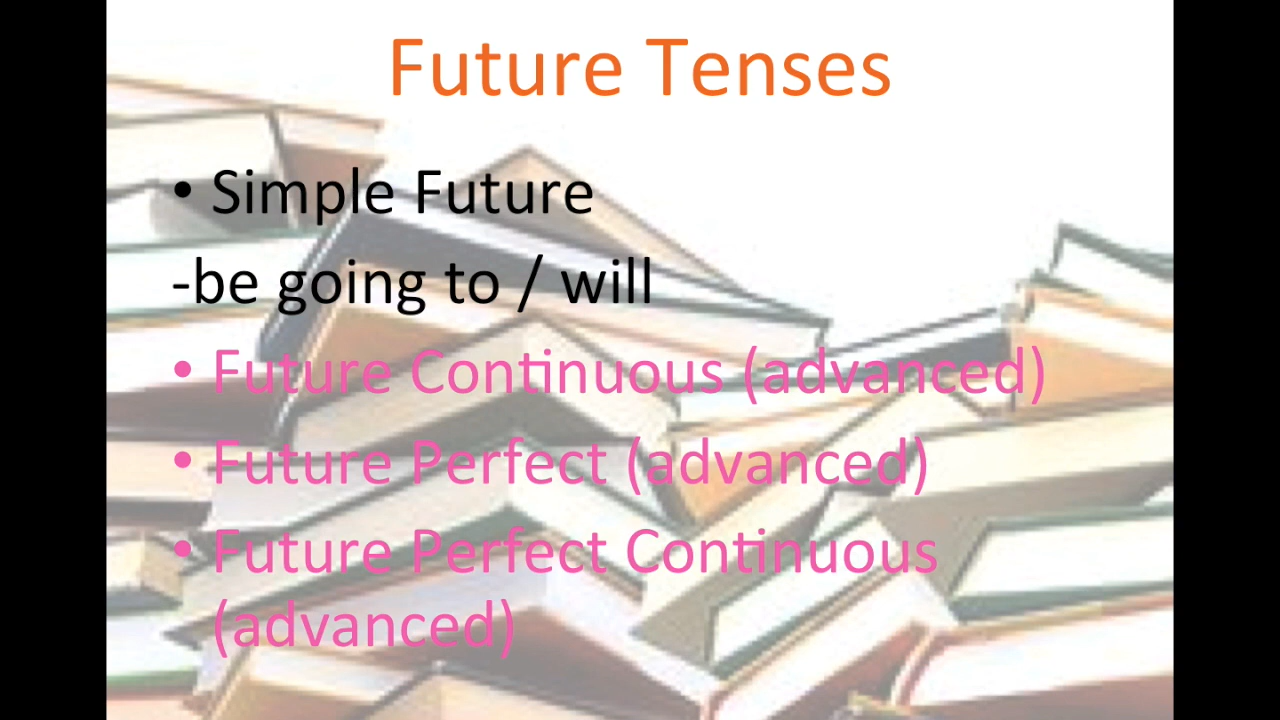 Future Tenses
• Simple Future
-be going to / will
• Future Continuous (advanced)
• Future Perfect (advanced)
• Future Perfect Continuous
(advanced)